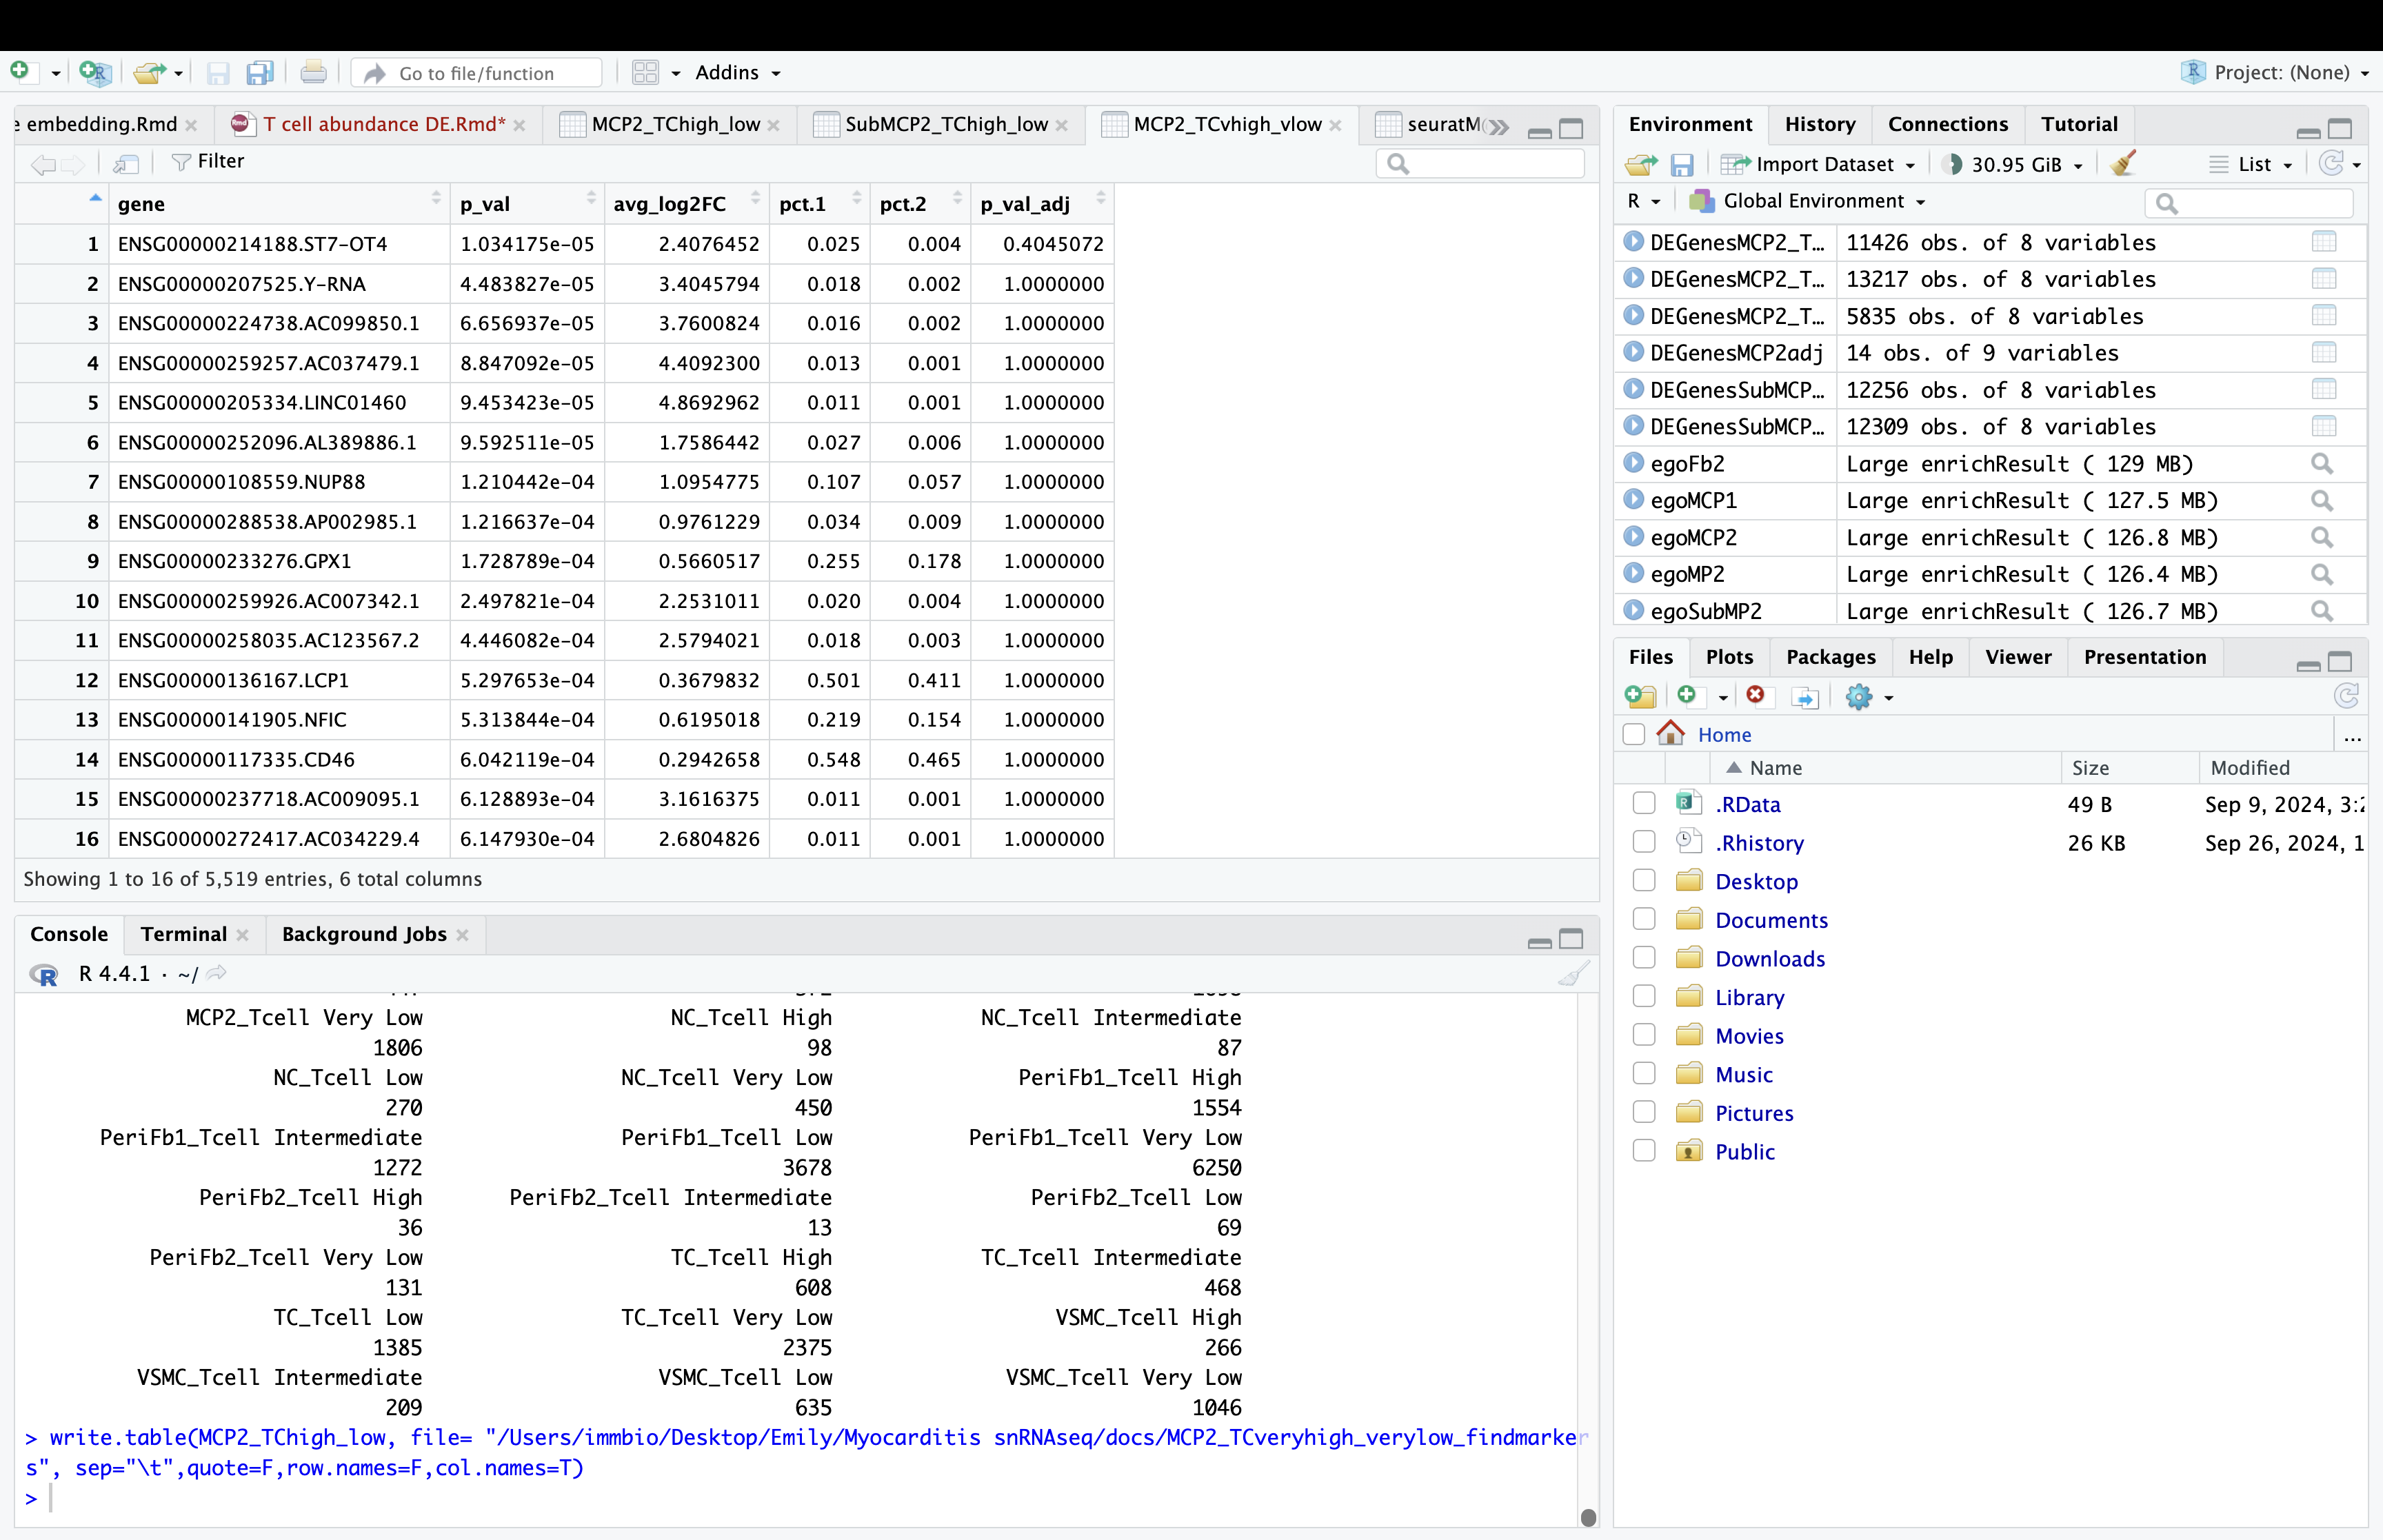 Go to file/function
Addins
Project: (None)
e embedding.Rmd
T cell abundance DE.Rmd*
MCP2_TChigh_low
SubMCP2_TChigh_low
MCP2_TCvhigh_vlow
seuratM
Filter
gene p_val avg_log2FC pct.1 pct.2 p_val_adj
1 ENSG00000214188.ST7-OT4 1.034175e-05 2.4076452 0.025 0.004 0.4045072
2 ENSG00000207525.Y-RNA 4.483827e-05 3.4045794 0.018 0.002 1.0000000
3 ENSG00000224738.AC099850.1 6.656937e-05 3.7600824 0.016 0.002 1.0000000
4 ENSG00000259257.AC037479.1 8.847092e-05 4.4092300 0.013 0.001 1.0000000
5 ENSG00000205334.LINC01460 9.453423e-05 4.8692962 0.011 0.001 1.0000000
6 ENSG00000252096.AL389886.1 9.592511e-05 1.7586442 0.027 0.006 1.0000000
7 ENSG00000108559.NUP88 1.210442e-04 1.0954775 0.107 0.057 1.0000000
8 ENSG00000288538.AP002985.1 1.216637e-04 0.9761229 0.034 0.009 1.0000000
9 ENSG00000233276.GPX1 1.728789e-04 0.5660517 0.255 0.178 1.0000000
10 ENSG00000259926.AC007342.1 2.497821e-04 2.2531011 0.020 0.004 1.0000000
11 ENSG00000258035.AC123567.2 4.446082e-04 2.5794021 0.018 0.003 1.0000000
12 ENSG00000136167.LCP1 5.297653e-04 0.3679832 0.501 0.411 1.0000000
13 ENSG00000141905.NFIC 5.313844e-04 0.6195018 0.219 0.154 1.0000000
14 ENSG00000117335.CD46 6.042119e-04 0.2942658 0.548 0.465 1.0000000
15 ENSG00000237718.AC009095.1 6.128893e-04 3.1616375 0.011 0.001 1.0000000
16 ENSG00000272417.AC034229.4 6.147930e-04 2.6804826 0.011 0.001 1.0000000
Showing 1 to 16 of 5,519 entries, 6 total columns
Console Terminal Background Jobs
R 4.4.1 · ~/
MCP2_Tcell Very Low NC_Tcell High NC_Tcell Intermediate
1806 98 87
NC_Tcell Low NC_Tcell Very Low PeriFb1_Tcell High
270 450 1554
PeriFb1_Tcell Intermediate PeriFb1_Tcell Low PeriFb1_Tcell Very Low
1272 3678 6250
PeriFb2_Tcell High PeriFb2_Tcell Intermediate PeriFb2_Tcell Low
36 13 69
PeriFb2_Tcell Very Low TC_Tcell High TC_Tcell Intermediate
131 608 468
TC_Tcell Low TC_Tcell Very Low VSMC_Tcell High
1385 2375 266
VSMC_Tcell Intermediate VSMC_Tcell Low VSMC_Tcell Very Low
209 635 1046
> write.table(MCP2_TChigh_low, file= "/Users/immbio/Desktop/Emily/Myocarditis snRNAseq/docs/MCP2_TCveryhigh_verylow_findmarker
s", sep="\t",quote=F,row.names=F,col.names=T)
>
Environment History Connections Tutorial
Import Dataset 30.95 GiB List
R Global Environment
DEGenesMCP2_T… 11426 obs. of 8 variables
DEGenesMCP2_T… 13217 obs. of 8 variables
DEGenesMCP2_T… 5835 obs. of 8 variables
DEGenesMCP2adj 14 obs. of 9 variables
DEGenesSubMCP… 12256 obs. of 8 variables
DEGenesSubMCP… 12309 obs. of 8 variables
egoFb2 Large enrichResult ( 129 MB)
egoMCP1 Large enrichResult ( 127.5 MB)
egoMCP2 Large enrichResult ( 126.8 MB)
egoMP2 Large enrichResult ( 126.4 MB)
egoSubMP2 Large enrichResult ( 126.7 MB)
Files Plots Packages Help Viewer Presentation
Home ...
Name Size Modified
.RData 49 B Sep 9, 2024, 3:2
.Rhistory 26 KB Sep 26, 2024, 1
Desktop
Documents
Downloads
Library
Movies
Music
Pictures
Public